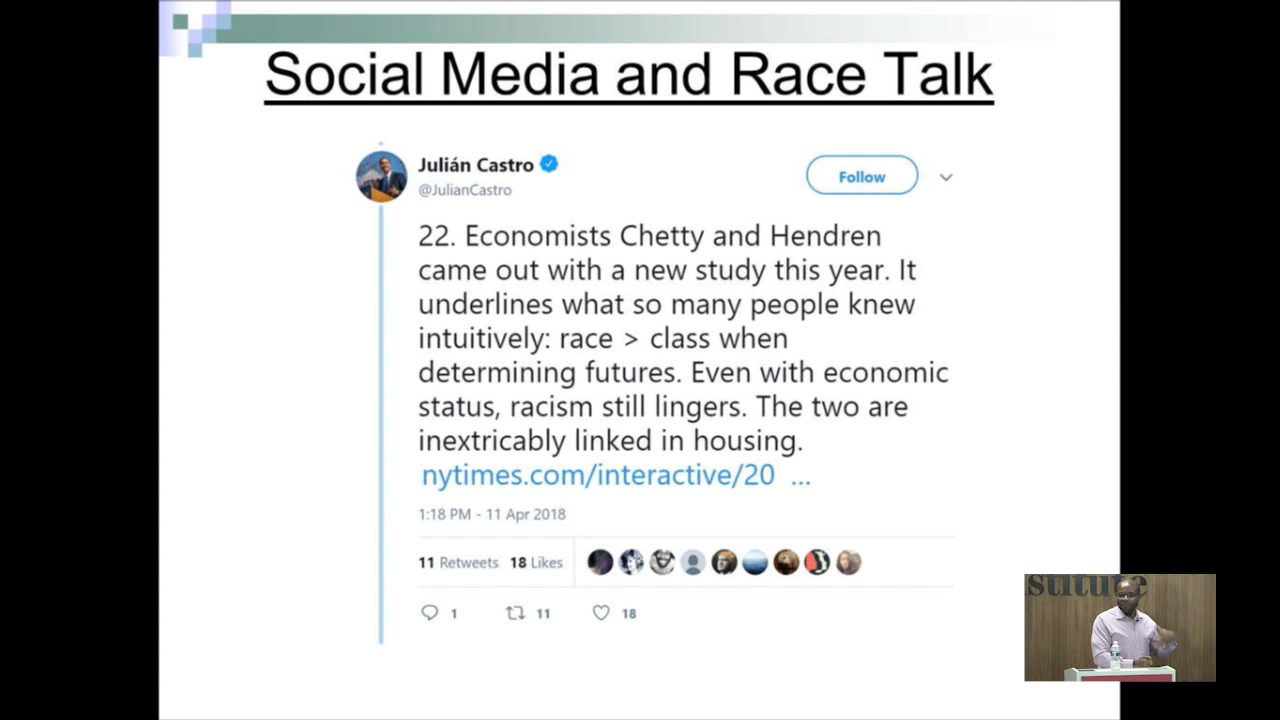 Social Media and Race Talk
Julián Castro
Follow
@JulianCastro
22. Economists Chetty and Hendren
came out with a new study this year. It
underlines what so many people knew
intuitively: race > class when
determining futures. Even with economic
status, racism still lingers. The two are
inextricably linked in housing.
nytimes.com/interactive/20 ...
1:18 PM - 11 Apr 2018
11 Retweets 18 Likes
1 11 18
stitute